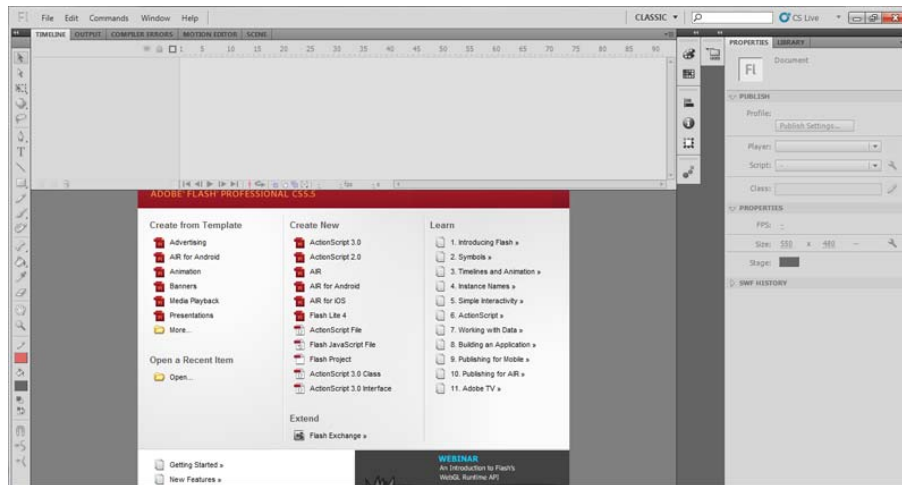 Fl File Edit Commands Window Help CLASSIC CS Live
TIMELINE OUTPUT COMPILER ERRORS MOTION EDITOR SCENE
1 5 10 15 20 25 30 35 40 45 50 55 60 65 70 75 80 85 90
PROPERTIES LIBRARY
Fl Document
PUBLISH
Profile:
Publish Settings...
Player:
Script:
Class:
PROPERTIES
FPS:
Size: 550 x 400
Stage:
SWF HISTORY
ADOBE® FLASH® PROFESSIONAL CS5.5
Create from Template
Advertising
AIR for Android
Animation
Banners
Media Playback
Presentations
More...
Open a Recent Item
Open...
Create New
ActionScript 3.0
ActionScript 2.0
AIR
AIR for Android
AIR for iOS
Flash Lite 4
ActionScript File
Flash JavaScript File
Flash Project
ActionScript 3.0 Class
ActionScript 3.0 Interface
Extend
Flash Exchange »
Learn
1. Introducing Flash »
2. Symbols »
3. Timelines and Animation »
4. Instance Names »
5. Simple Interactivity »
6. ActionScript »
7. Working with Data »
8. Building an Application »
9. Publishing for Mobile »
10. Publishing for AIR »
11. Adobe TV »
Getting Started »
New Features »
WEBINAR
An Introduction to Flash's
WebGL Runtime API